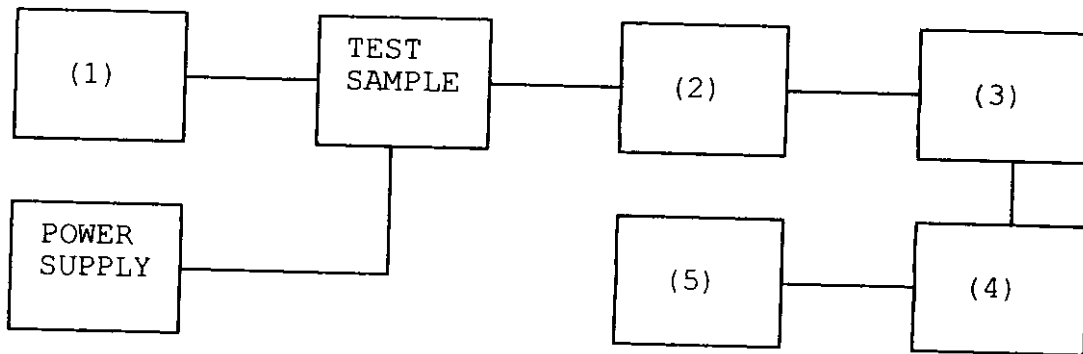 (1)
TEST
SAMPLE
(2)
(3)
POWER
SUPPLY
(5)
(4)